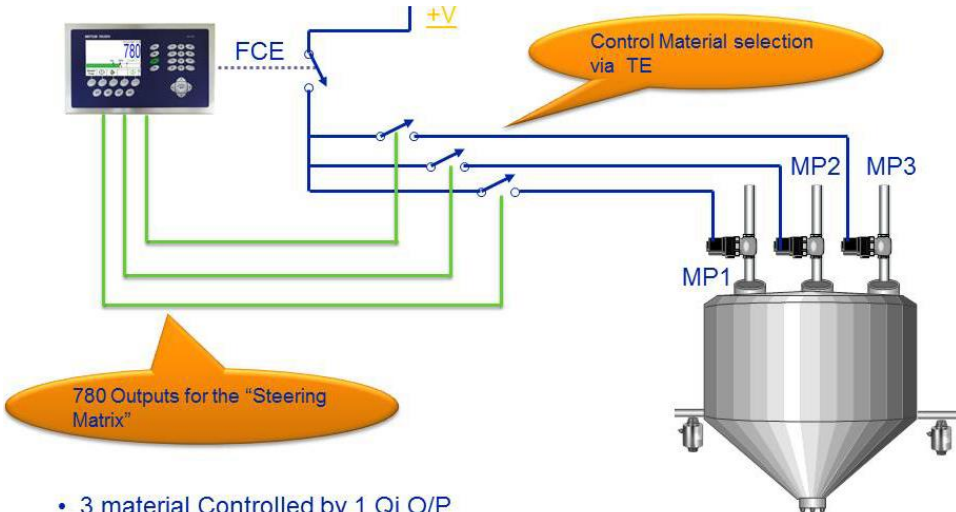 +V
780
FCE
Control Material selection
via TE
MP2
MP3
MP1
780 Outputs for the “Steering
Matrix”
• 3 material Controlled by 1 Qi O/P